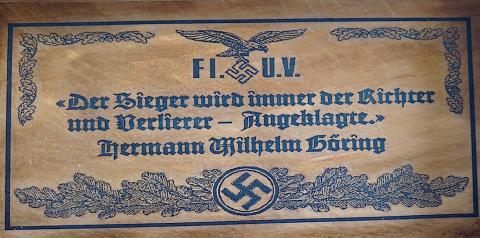 Fl. U.V.
«Der Sieger wird immer der Richter
und Verlierer – Angeklagte.»
Hermann Wilhelm Göring